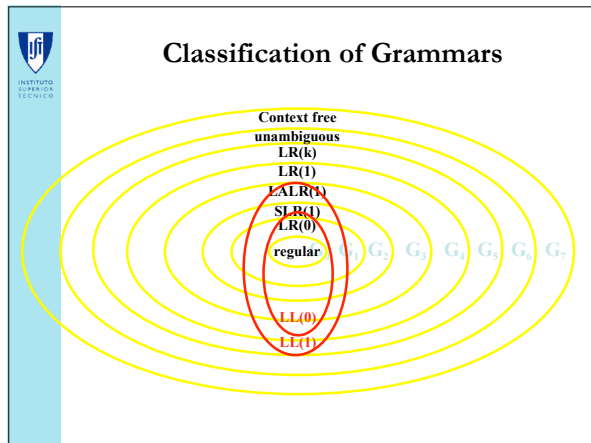 Classification of Grammars
INSTITUTO
SUPERIOR
TÉCNICO
Context free
unambiguous
LR(k)
LR(1)
LALR(1)
SLR(1)
LR(0)
regular G₁ G₂ G₃ G₄ G₅ G₆ G₇
LL(0)
LL(1)